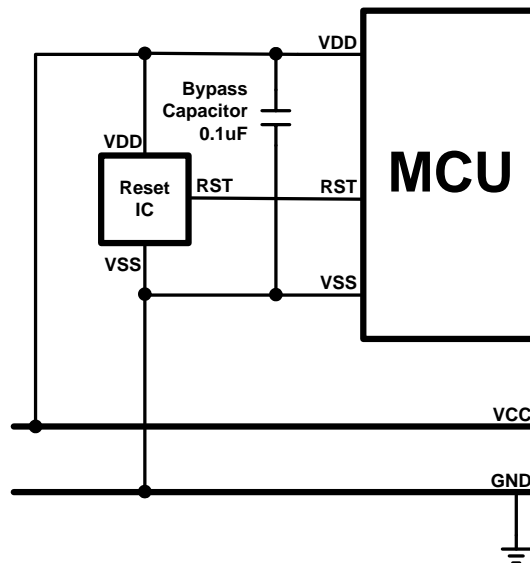 VDD
Bypass
Capacitor
0.1uF
VDD
Reset
IC
RST
RST
MCU
VSS
VSS
VCC
GND